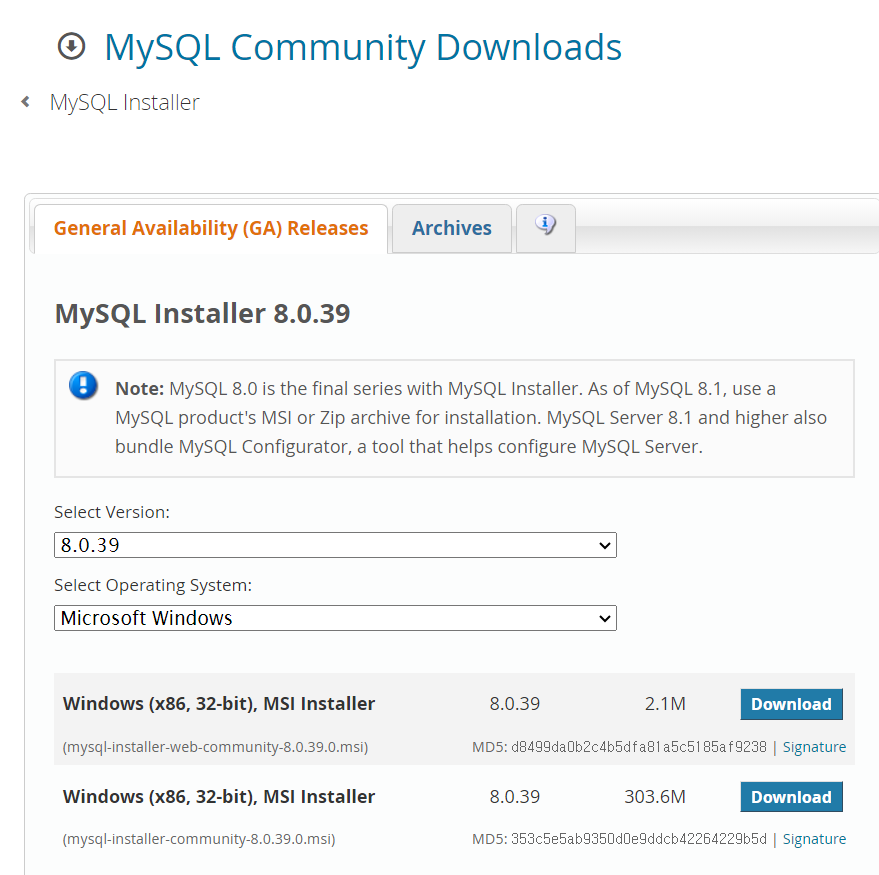 MySQL Community Downloads
MySQL Installer
General Availability (GA) Releases Archives
MySQL Installer 8.0.39
Note: MySQL 8.0 is the final series with MySQL Installer. As of MySQL 8.1, use a
MySQL product's MSI or Zip archive for installation. MySQL Server 8.1 and higher also
bundle MySQL Configurator, a tool that helps configure MySQL Server.
Select Version:
8.0.39
Select Operating System:
Microsoft Windows
Windows (x86, 32-bit), MSI Installer 8.0.39 2.1M Download
(mysql-installer-web-community-8.0.39.0.msi) MD5: d8499da0b2c4b5dfa81a5c5185af9238 | Signature
Windows (x86, 32-bit), MSI Installer 8.0.39 303.6M Download
(mysql-installer-community-8.0.39.0.msi) MD5: 353c5e5ab9350d0e9ddcb42264229b5d | Signature